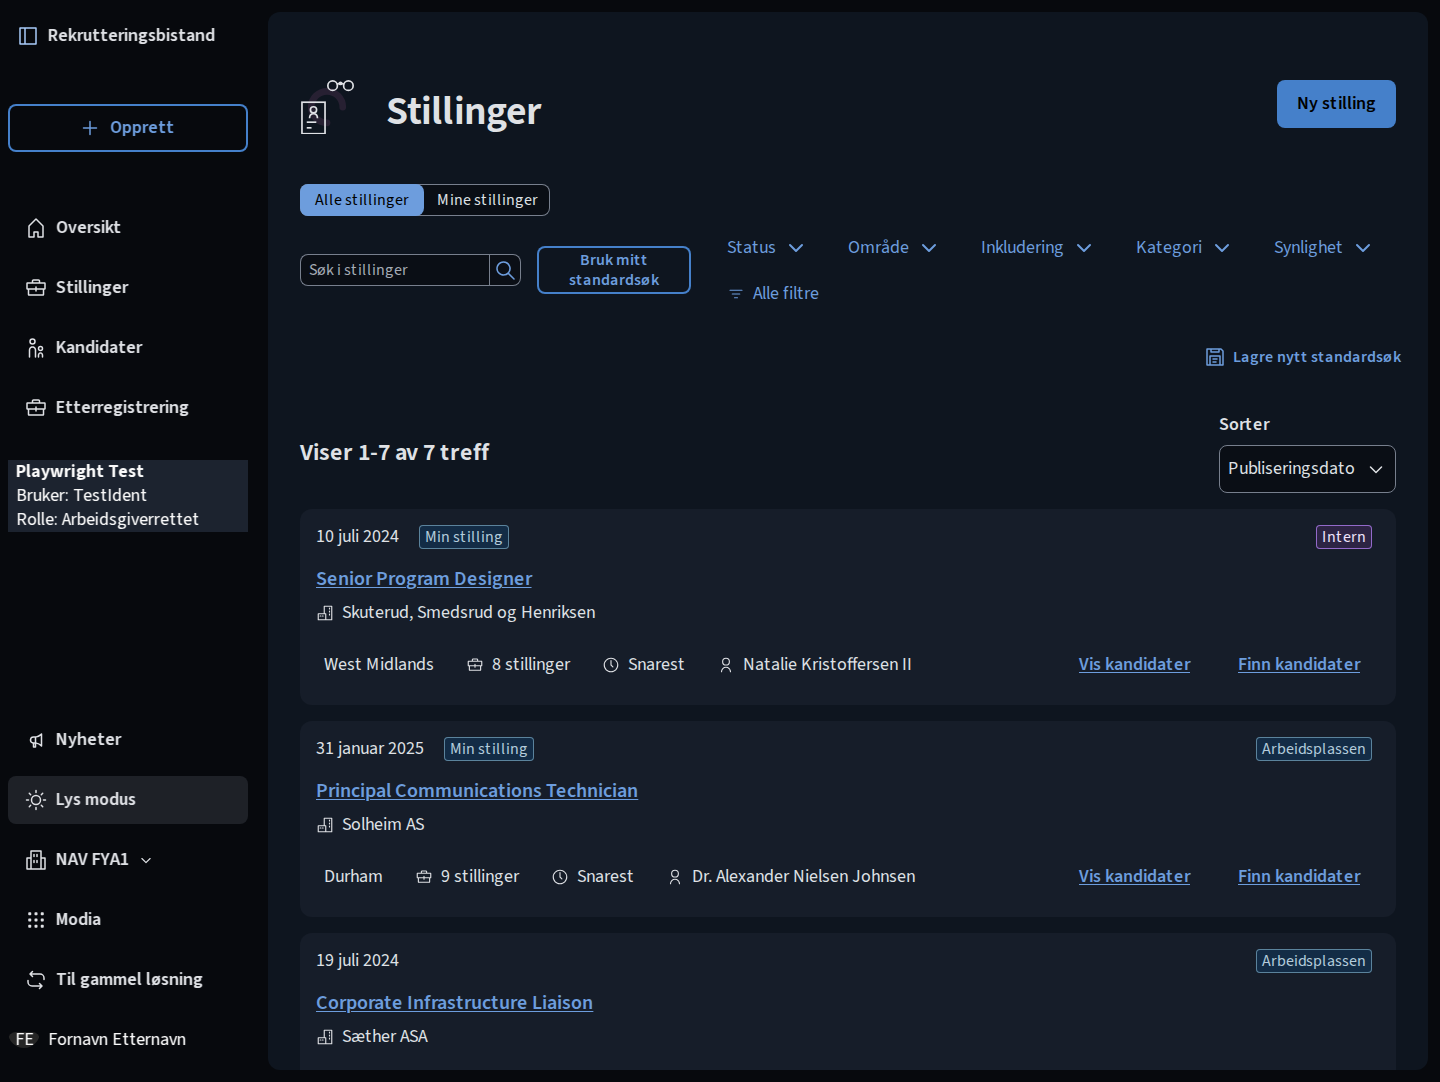 Rekrutteringsbistand
Opprett
Oversikt
Stillinger
Kandidater
Etterregistrering
Playwright Test
Bruker: TestIdent
Rolle: Arbeidsgiverrettet
Nyheter
Lys modus
NAV FYA1
Modia
Til gammel løsning
FE Fornavn Etternavn
Stillinger
Ny stilling
Alle stillinger Mine stillinger
Søk i stillinger
Bruk mitt
standardsøk
Status Område Inkludering Kategori Synlighet
Alle filtre
Lagre nytt standardsøk
Viser 1-7 av 7 treff
Sorter
Publiseringsdato
10 juli 2024 Min stilling Intern
Senior Program Designer
Skuterud, Smedsrud og Henriksen
West Midlands 8 stillinger Snarest Natalie Kristoffersen II Vis kandidater Finn kandidater
31 januar 2025 Min stilling Arbeidsplassen
Principal Communications Technician
Solheim AS
Durham 9 stillinger Snarest Dr. Alexander Nielsen Johnsen Vis kandidater Finn kandidater
19 juli 2024 Arbeidsplassen
Corporate Infrastructure Liaison
Sæther ASA